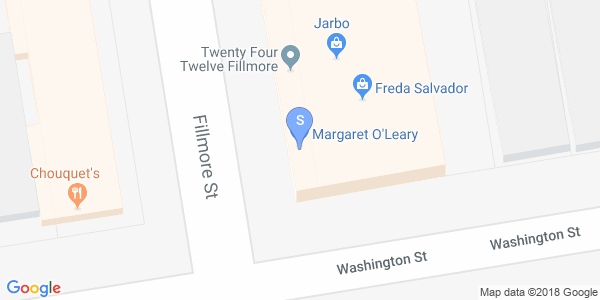 Jarbo
Twenty Four
Twelve Fillmore
Freda Salvador
S
Margaret O'Leary
Fillmore St
Chouquet's
Washington St
Washington St
Google
Map data ©2018 Google